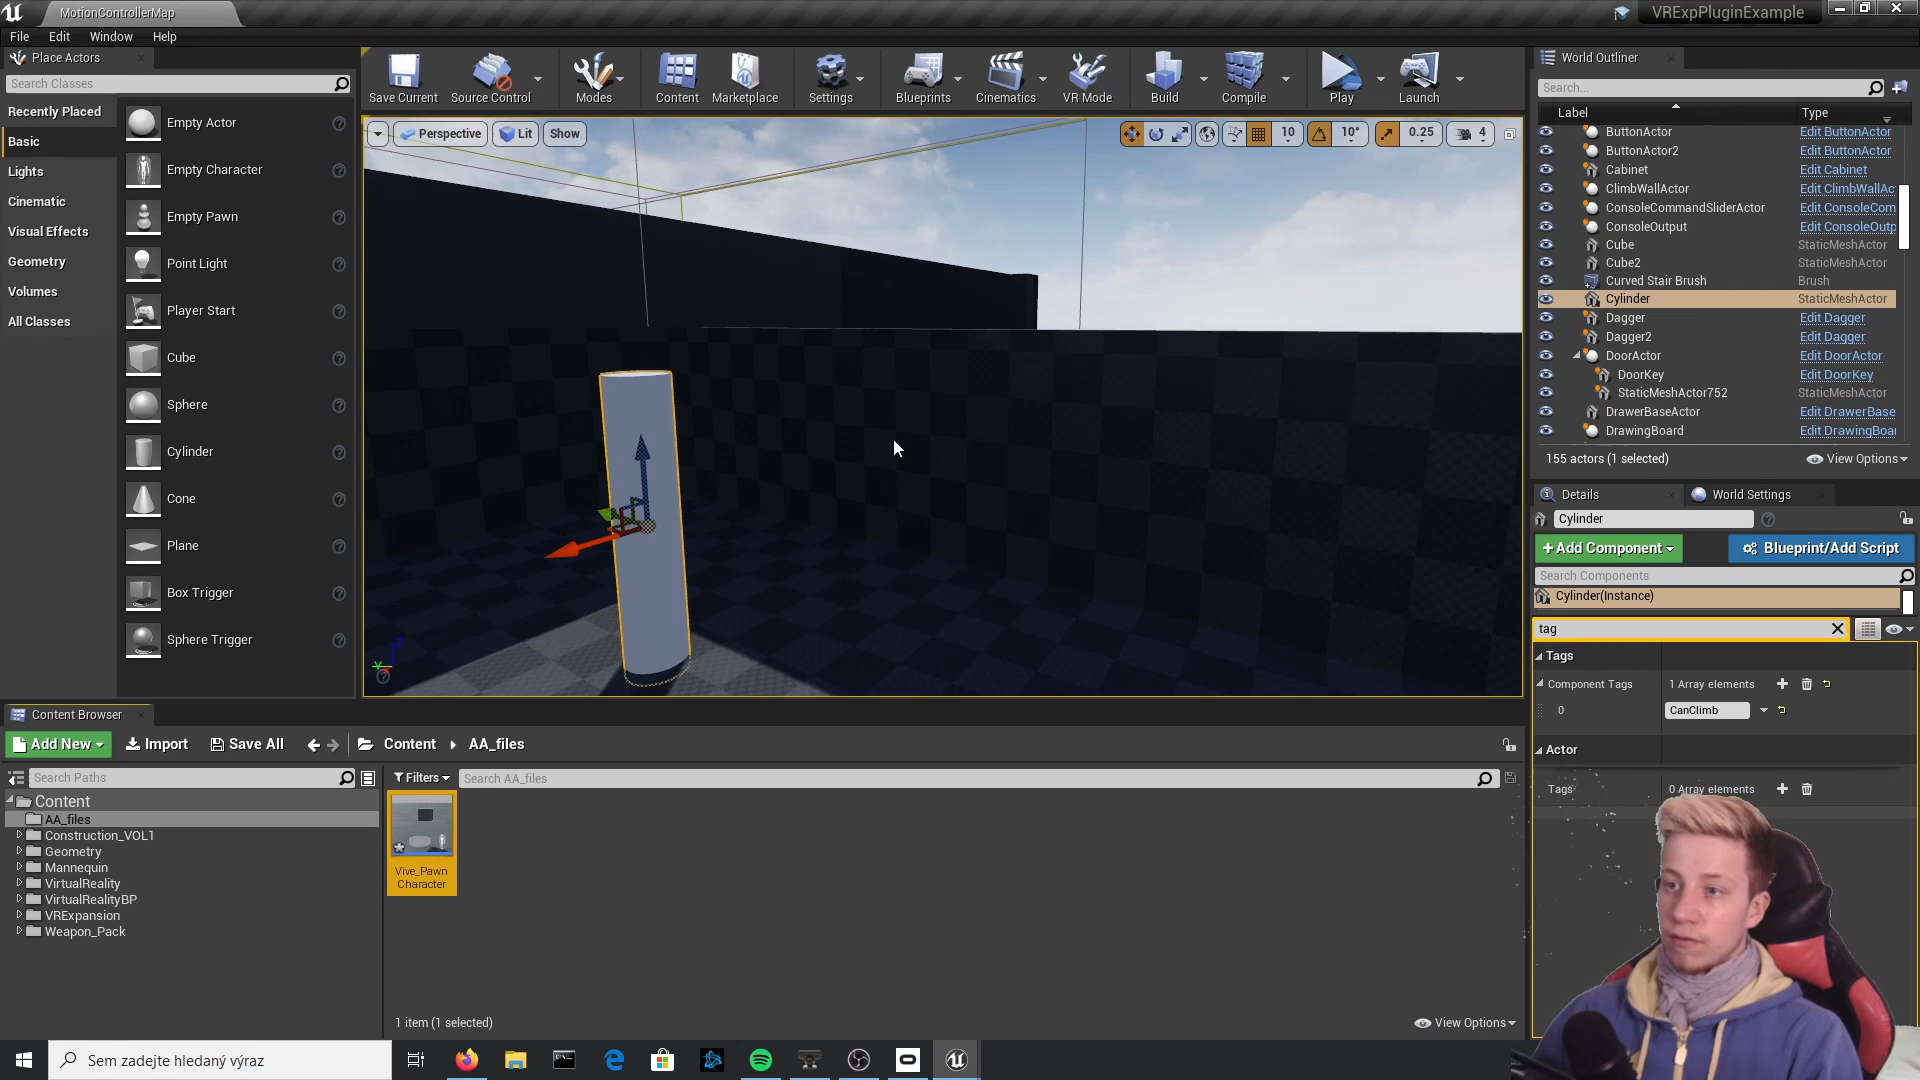 MotionControllerMap
VRExpPluginExample
File Edit Window Help
Place Actors
Search Classes
Recently Placed
Basic
Lights
Cinematic
Visual Effects
Geometry
Volumes
All Classes
Empty Actor
Empty Character
Empty Pawn
Point Light
Player Start
Cube
Sphere
Cylinder
Cone
Plane
Box Trigger
Sphere Trigger
Save Current Source Control Modes Content Marketplace Settings Blueprints Cinematics VR Mode Build Compile Play Launch
Perspective Lit Show
10 10° 0.25 4
World Outliner
Search...
Label Type
ButtonActor Edit ButtonActor
ButtonActor2 Edit ButtonActor
Cabinet Edit Cabinet
ClimbWallActor Edit ClimbWallAc
ConsoleCommandSliderActor Edit ConsoleCom
ConsoleOutput Edit ConsoleOutp
Cube StaticMeshActor
Cube2 StaticMeshActor
Curved Stair Brush Brush
Cylinder StaticMeshActor
Dagger Edit Dagger
Dagger2 Edit Dagger
DoorActor Edit DoorActor
DoorKey Edit DoorKey
StaticMeshActor752 StaticMeshActor
DrawerBaseActor Edit DrawerBase
DrawingBoard Edit DrawingBoar
155 actors (1 selected) View Options
Details World Settings
Cylinder
+Add Component Blueprint/Add Script
Search Components
Cylinder(Instance)
tag
Tags
Component Tags 1 Array elements
0 CanClimb
Actor
Tags 0 Array elements
Content Browser
Add New Import Save All Content AA_files
Search Paths
Content
AA_files
Construction_VOL1
Geometry
Mannequin
VirtualReality
VirtualRealityBP
VRExpansion
Weapon_Pack
Filters Search AA_files
Vive_Pawn
Character
1 item (1 selected) View Options
Sem zadejte hledaný výraz